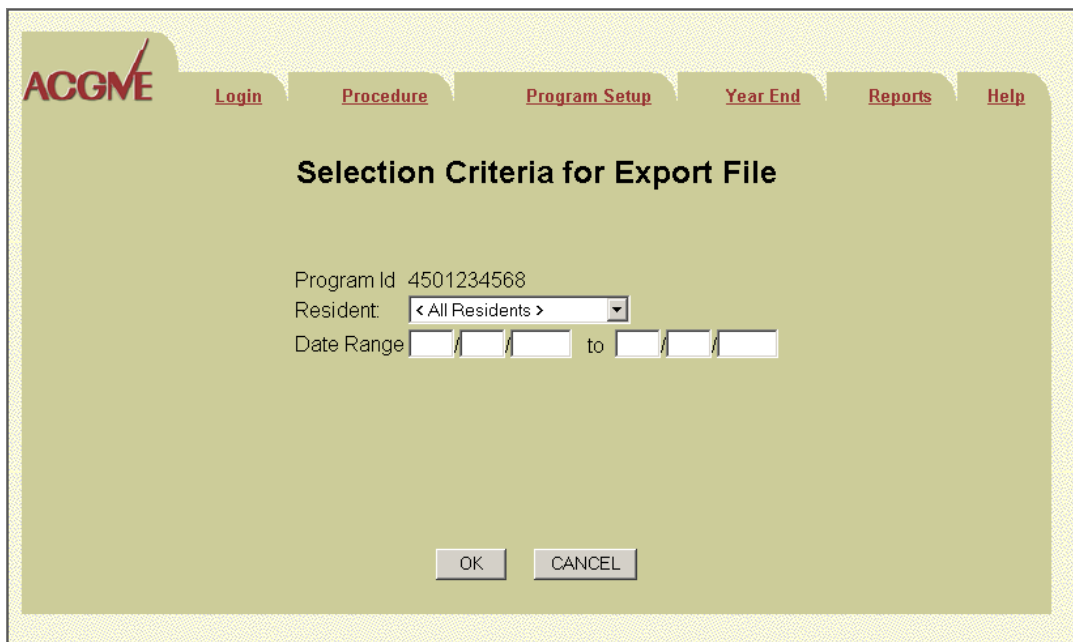 ACGME
Login Procedure Program Setup Year End Reports Help
Selection Criteria for Export File
Program Id 4501234568
Resident: < All Residents >
Date Range / / to / /
OK CANCEL